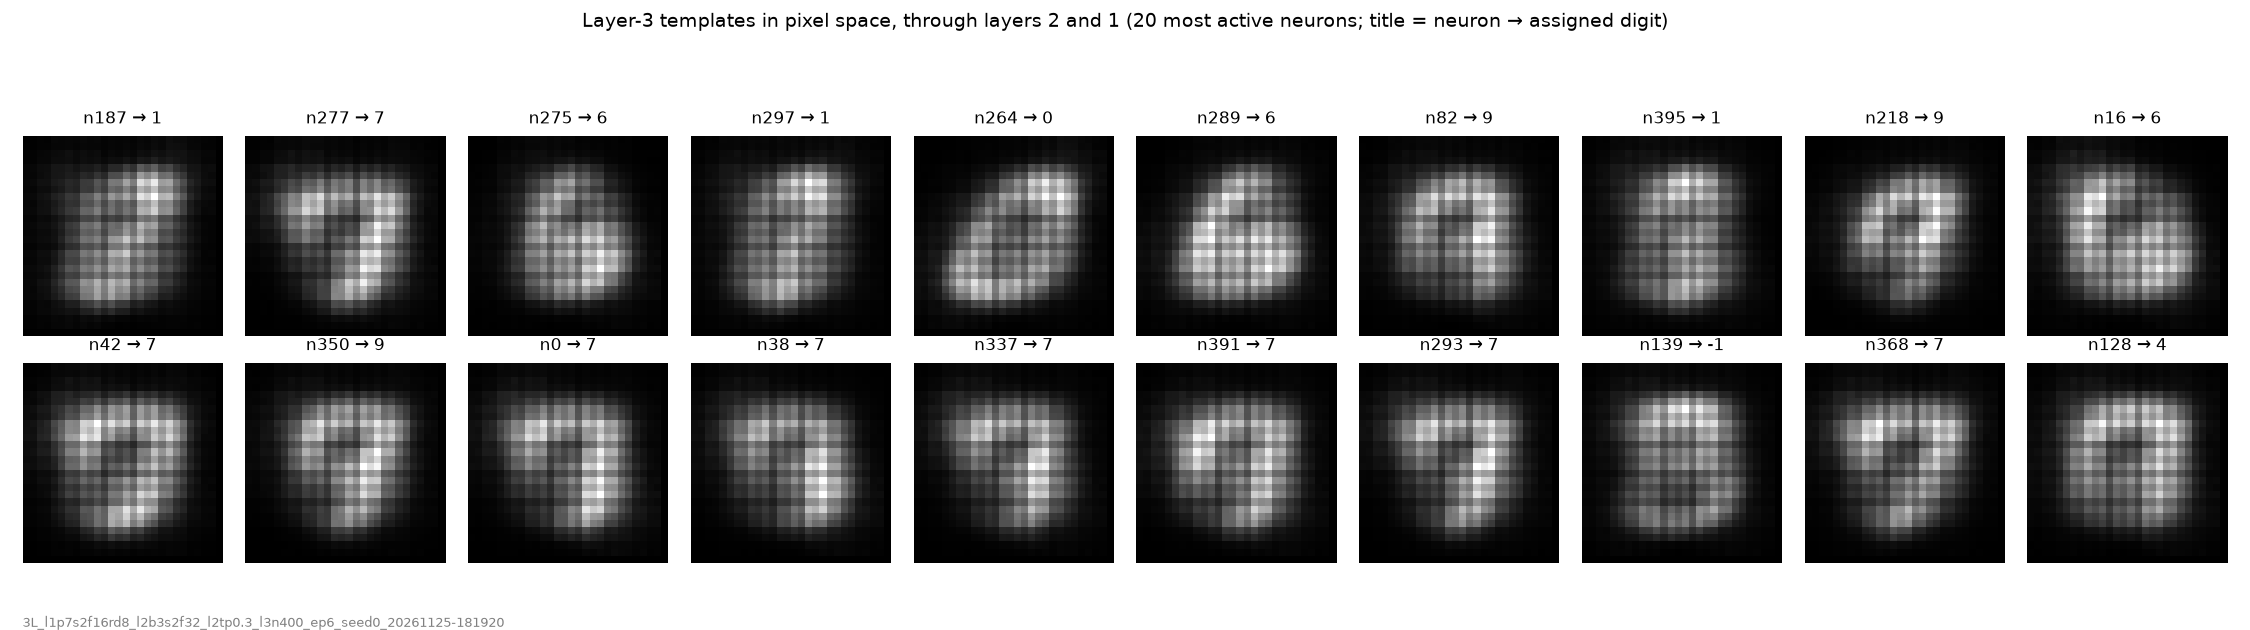 Layer-3 templates in pixel space, through layers 2 and 1 (20 most active neurons; title = neuron → assigned digit)
n187 → 1 n277 → 7 n275 → 6 n297 → 1 n264 → 0 n289 → 6 n82 → 9 n395 → 1 n218 → 9 n16 → 6
n42 → 7 n350 → 9 n0 → 7 n38 → 7 n337 → 7 n391 → 7 n293 → 7 n139 → -1 n368 → 7 n128 → 4
3L_l1p7s2f16rd8_l2b3s2f32_l2tp0.3_l3n400_ep6_seed0_20261125-181920